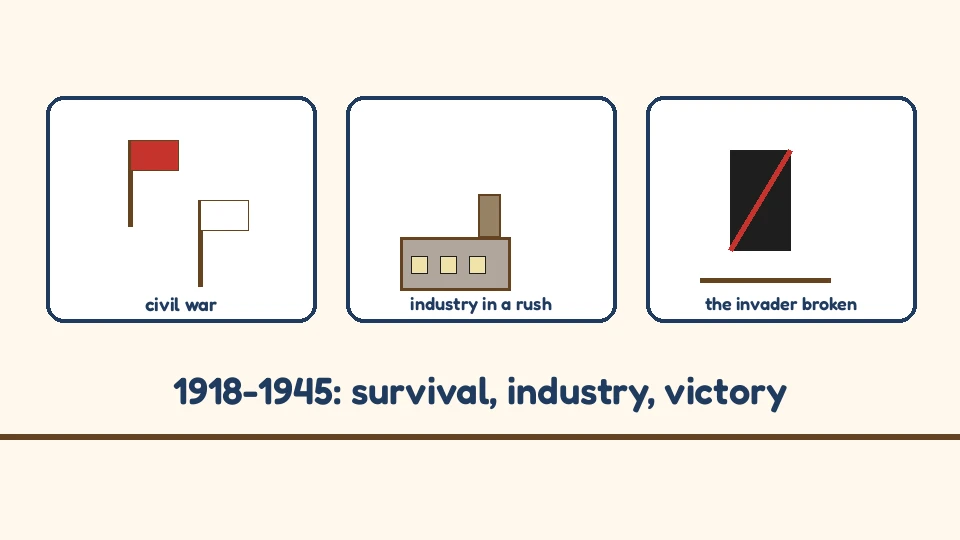 civil war
industry in a rush
the invader broken
1918-1945: survival, industry, victory